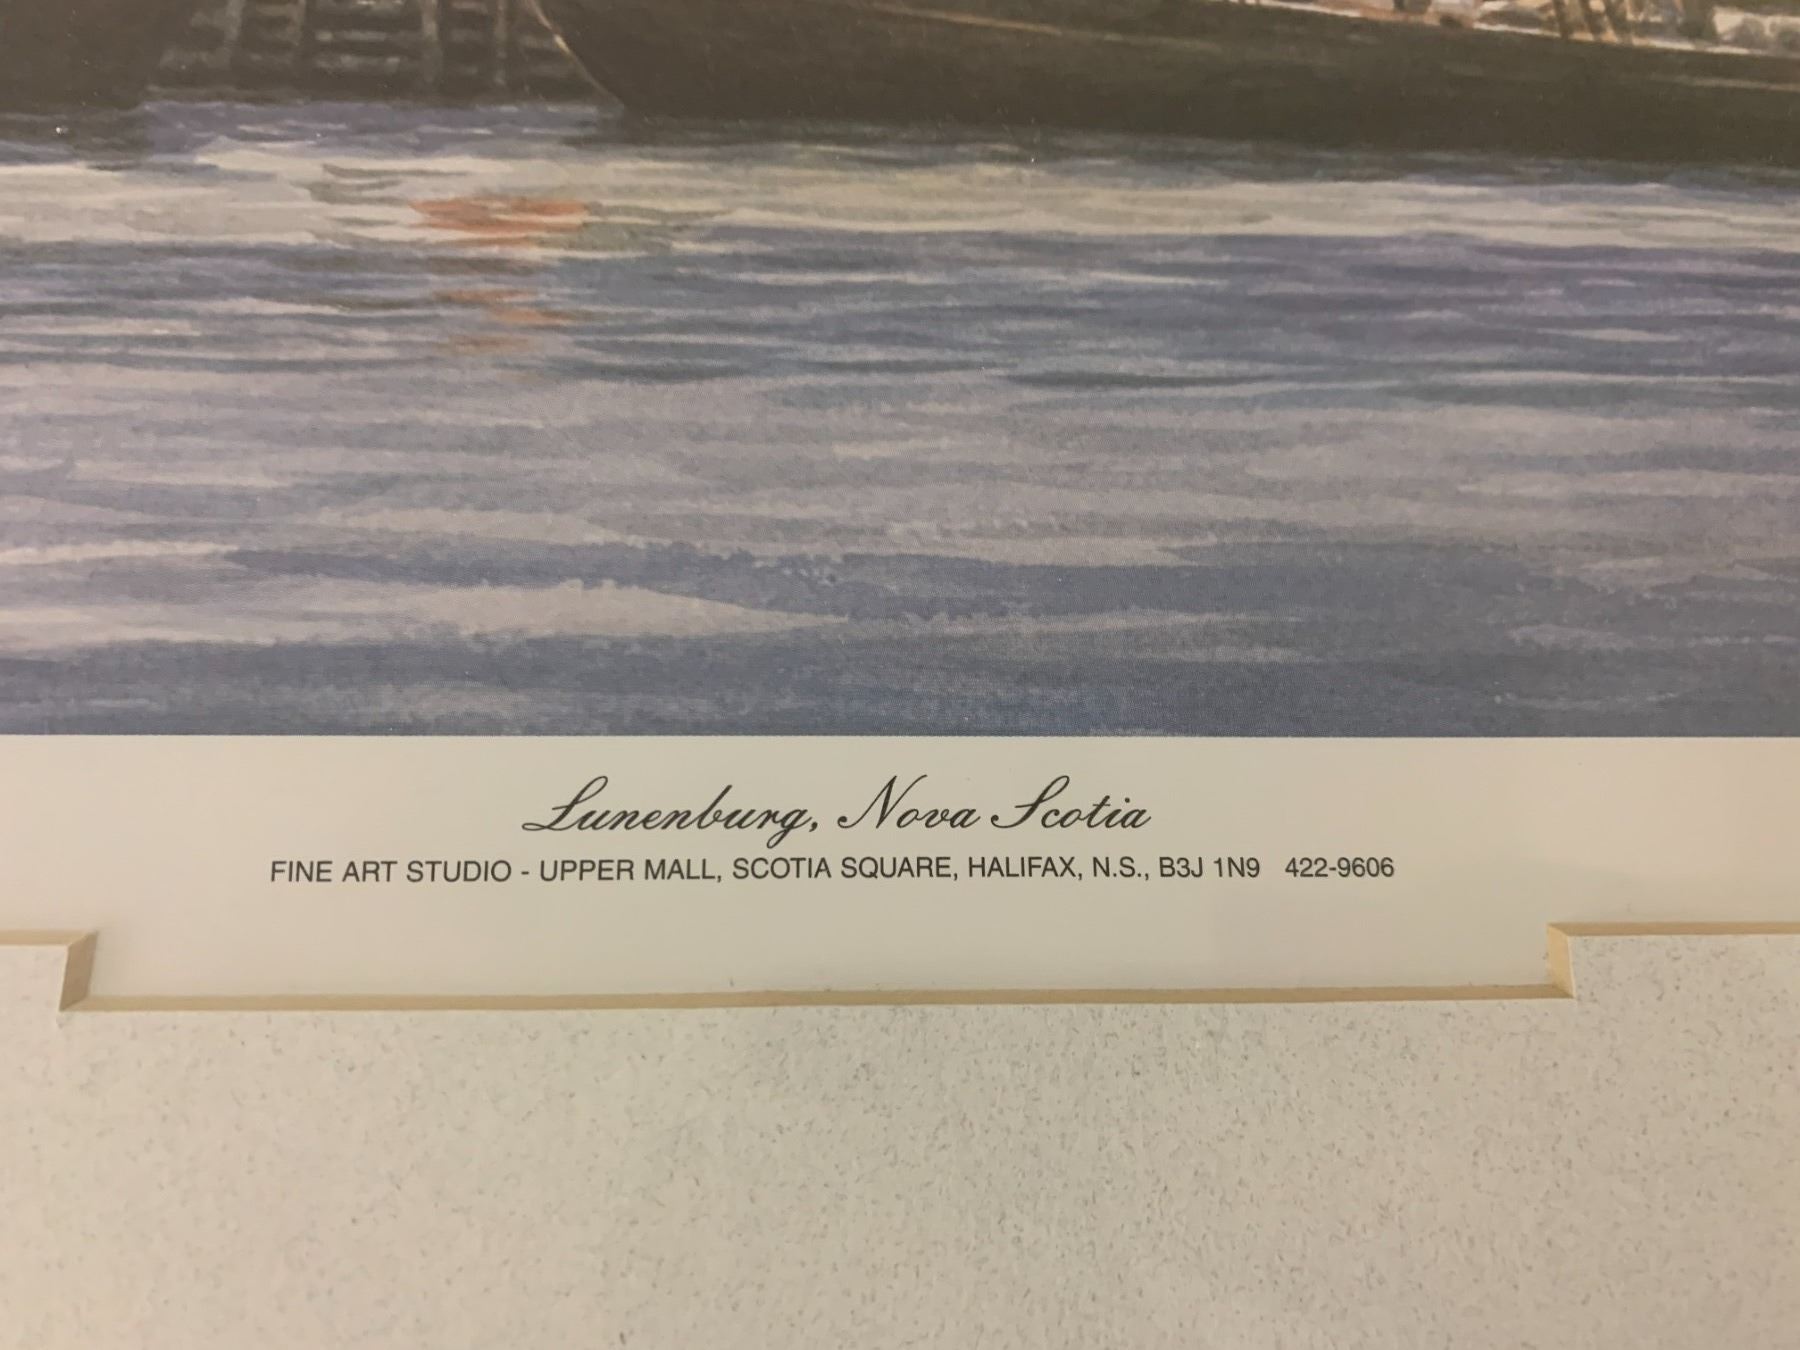 Lunenburg, Nova Scotia
FINE ART STUDIO - UPPER MALL, SCOTIA SQUARE, HALIFAX, N.S., B3J 1N9 422-9606